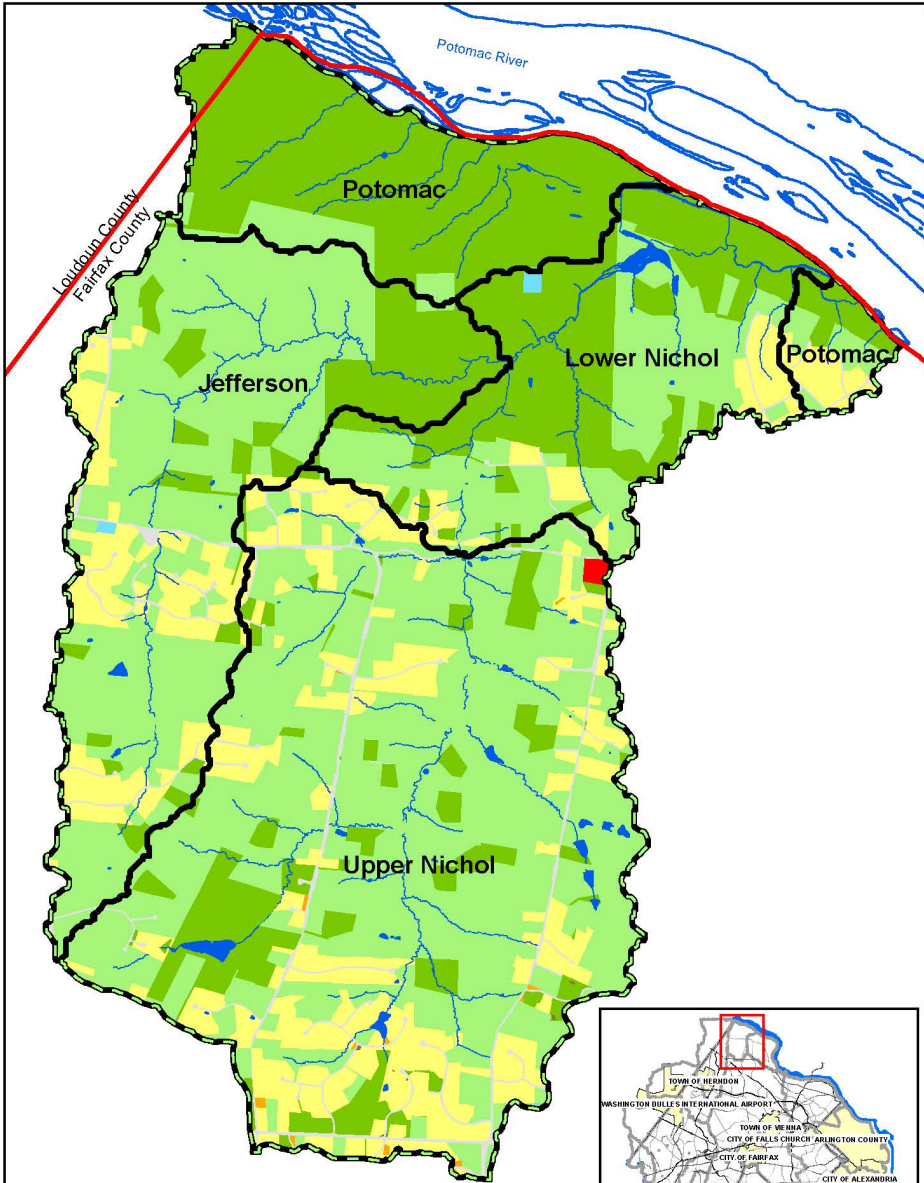 Potomac River
Potomac
Loudoun County
Fairfax County
Lower Nichol
Potomac
Jefferson
Upper Nichol
TOWN OF HERNDON
WASHINGTON DULLES INTERNATIONAL AIRPORT
TOWN OF VIENNA
CITY OF FALLS CHURCH
ARLINGTON COUNTY
CITY OF FAIRFAX
CITY OF ALEXANDRIA